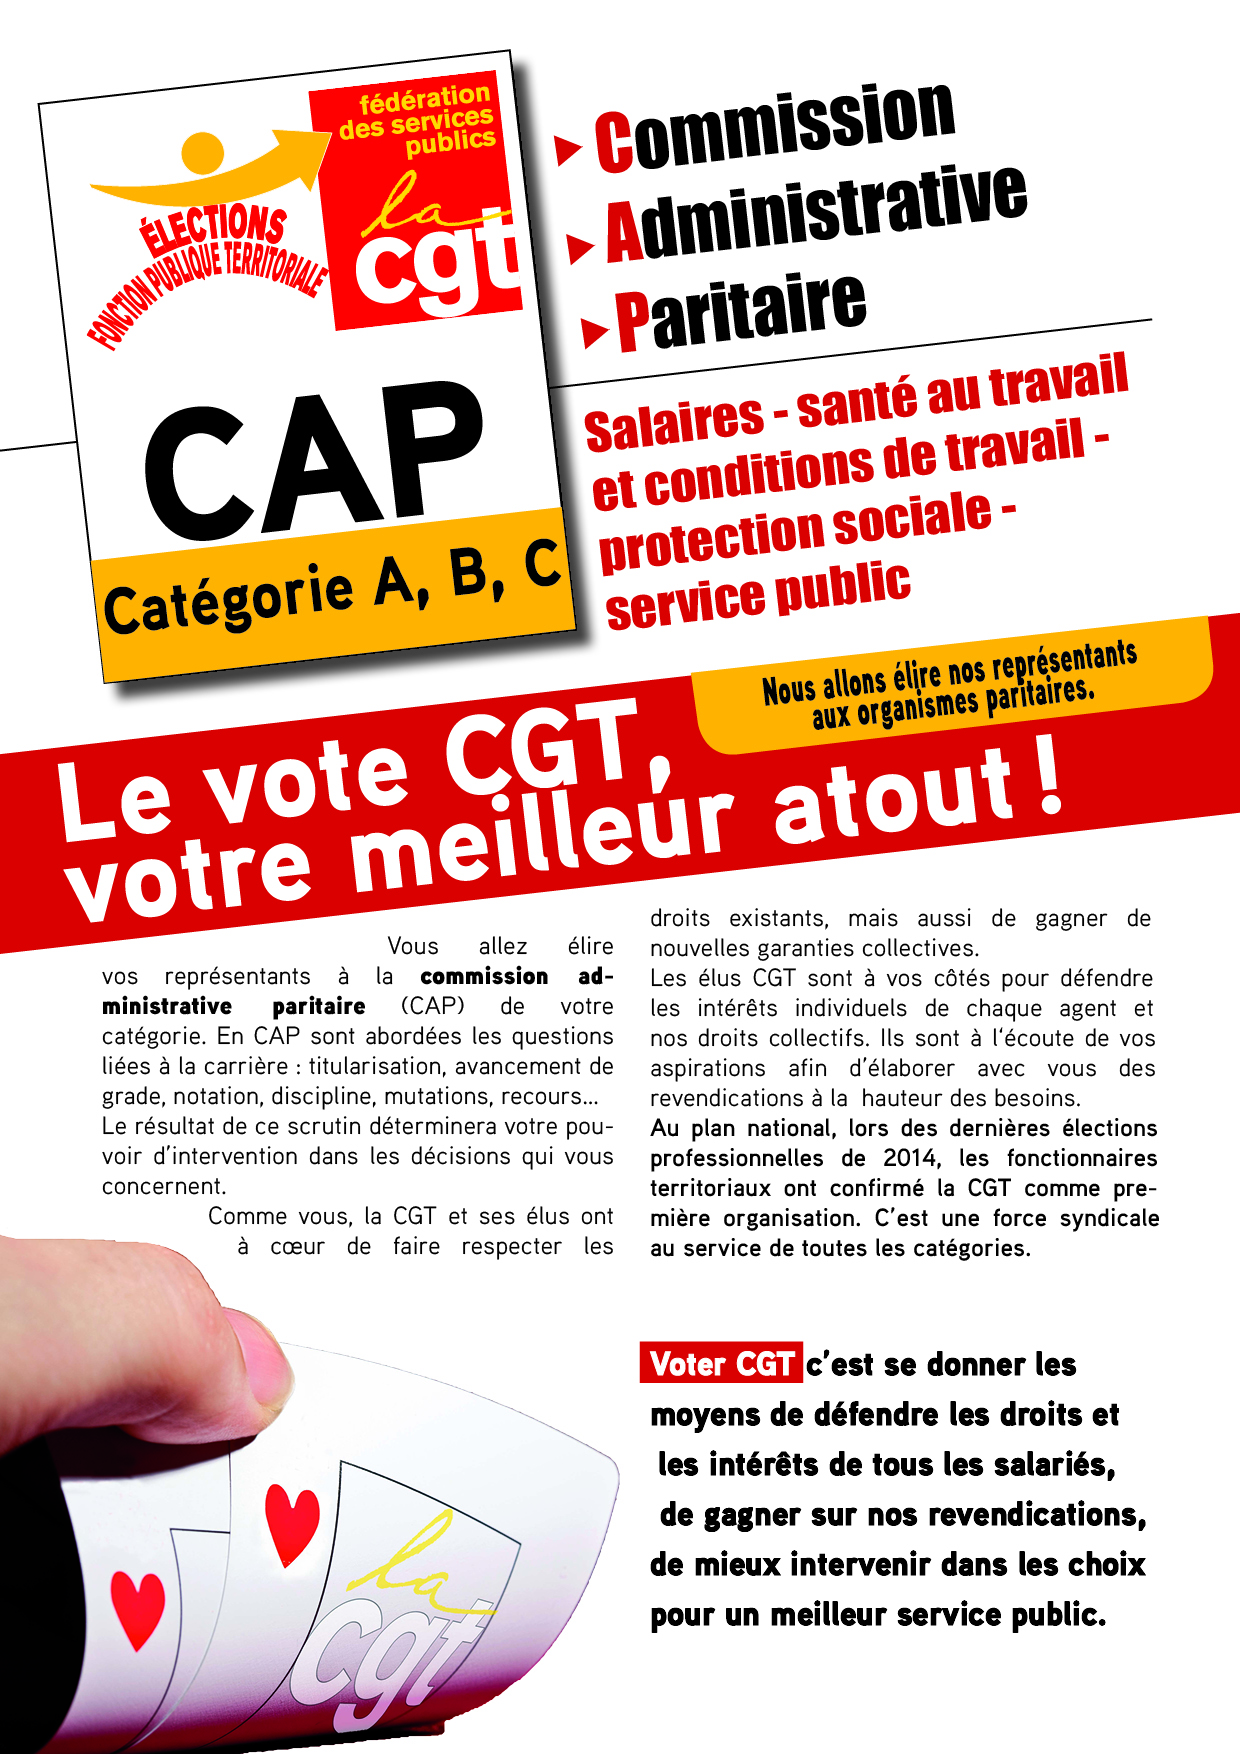 fédération
des services
publics
la
cgt
ÉLECTIONS
FONCTION PUBLIQUE TERRITORIALE
CAP
Catégorie A, B, C
Commission
Administrative
Paritaire
Salaires - santé au travail
et conditions de travail -
protection sociale -
service public
Nous allons élire nos représentants
aux organismes paritaires.
Le vote CGT,
votre meilleur atout !
Vous allez élire
vos représentants à la commission ad-
ministrative paritaire (CAP) de votre
catégorie. En CAP sont abordées les questions
liées à la carrière : titularisation, avancement de
grade, notation, discipline, mutations, recours...
Le résultat de ce scrutin déterminera votre pou-
voir d’intervention dans les décisions qui vous
concernent.
Comme vous, la CGT et ses élus ont
à cœur de faire respecter les
droits existants, mais aussi de gagner de
nouvelles garanties collectives.
Les élus CGT sont à vos côtés pour défendre
les intérêts individuels de chaque agent et
nos droits collectifs. Ils sont à l‘écoute de vos
aspirations afin d’élaborer avec vous des
revendications à la hauteur des besoins.
Au plan national, lors des dernières élections
professionnelles de 2014, les fonctionnaires
territoriaux ont confirmé la CGT comme pre-
mière organisation. C’est une force syndicale
au service de toutes les catégories.
Voter CGT c’est se donner les
moyens de défendre les droits et
les intérêts de tous les salariés,
de gagner sur nos revendications,
de mieux intervenir dans les choix
pour un meilleur service public.
la
cgt